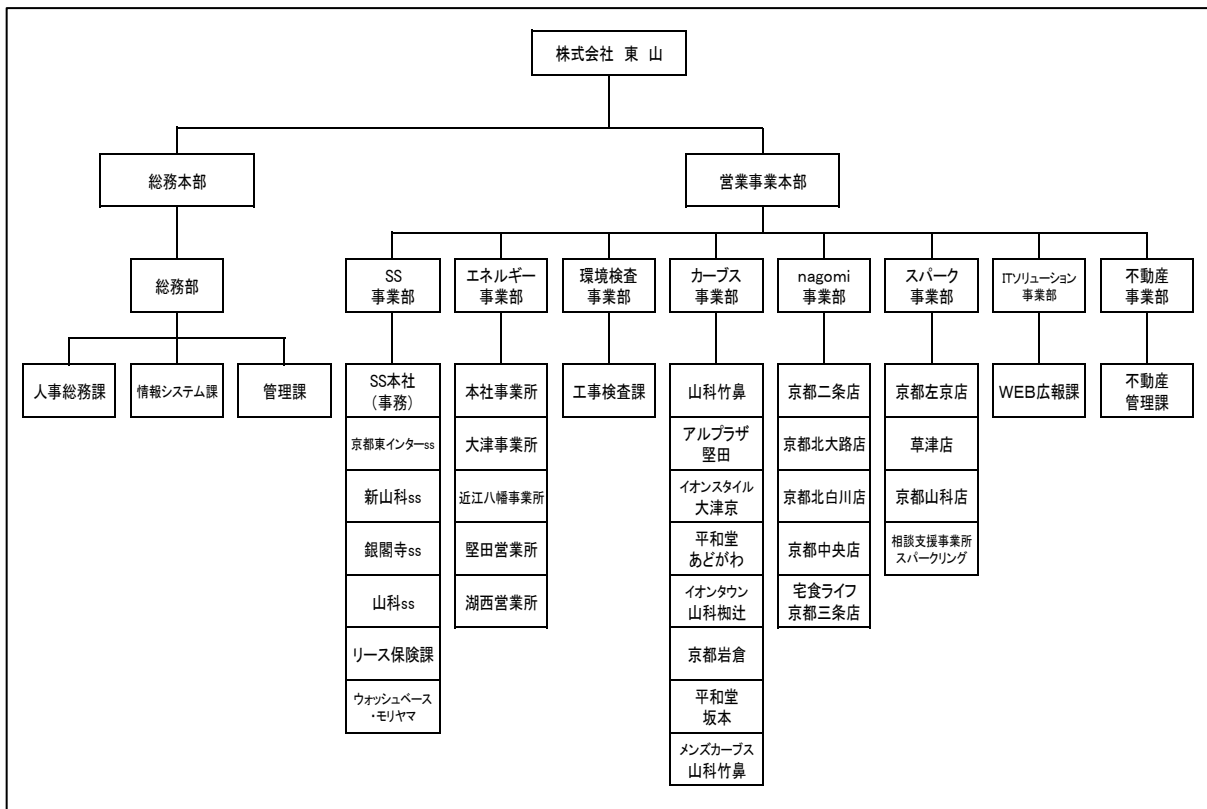 株式会社 東 山
総務本部
営業事業本部
総務部
SS
事業部
エネルギー
事業部
環境検査
事業部
カーブス
事業部
nagomi
事業部
スパーク
事業部
ITソリューション
事業部
不動産
事業部
人事総務課
情報システム課
管理課
SS本社
(事務)
京都東インターss
新山科ss
銀閣寺ss
山科ss
リース保険課
ウォッシュベース
・モリヤマ
本社事業所
大津事業所
近江八幡事業所
堅田営業所
湖西営業所
工事検査課
山科竹鼻
アルプラザ
堅田
イオンスタイル
大津京
平和堂
あどがわ
イオンタウン
山科椥辻
京都岩倉
平和堂
坂本
メンズカーブス
山科竹鼻
京都二条店
京都北大路店
京都北白川店
京都中央店
宅食ライフ
京都三条店
京都左京店
草津店
京都山科店
相談支援事業所
スパークリング
WEB広報課
不動産
管理課